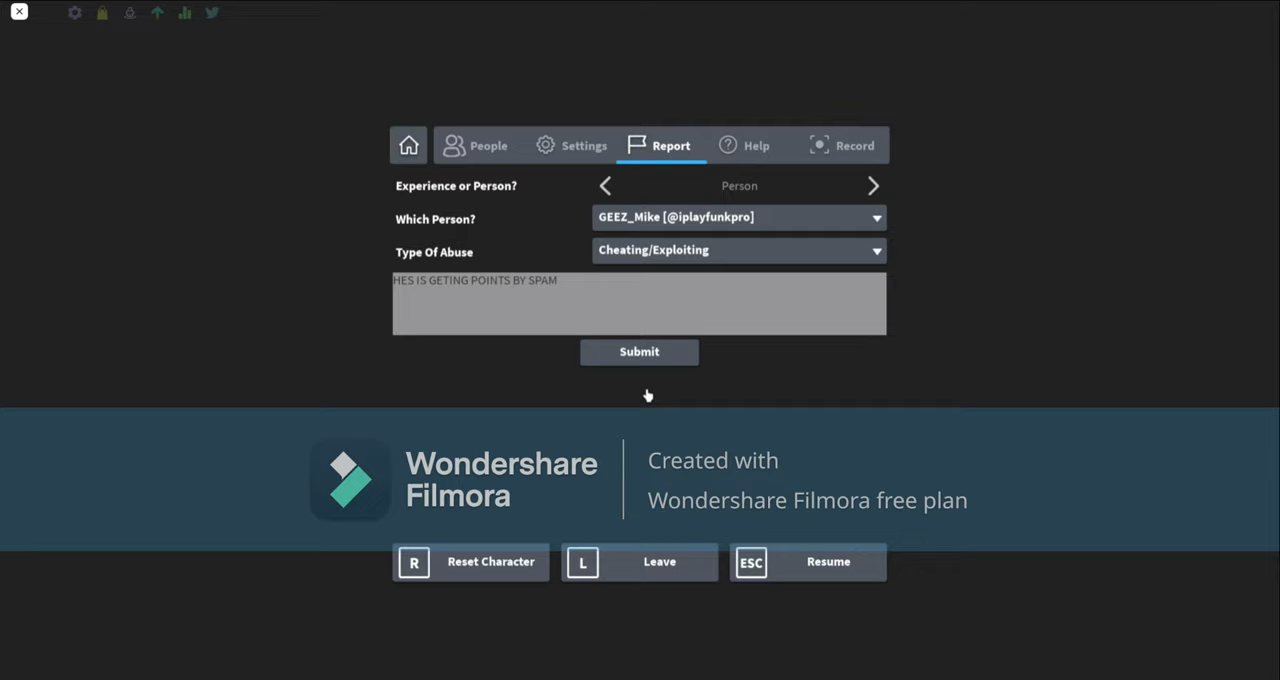 People Settings Report Help Record
Experience or Person? Person
Which Person? GEEZ_Mike [@iplayfunkpro]
Type Of Abuse Cheating/Exploiting
HES IS GETING POINTS BY SPAM
Submit
Wondershare
Filmora
Created with
Wondershare Filmora free plan
R Reset Character L Leave ESC Resume